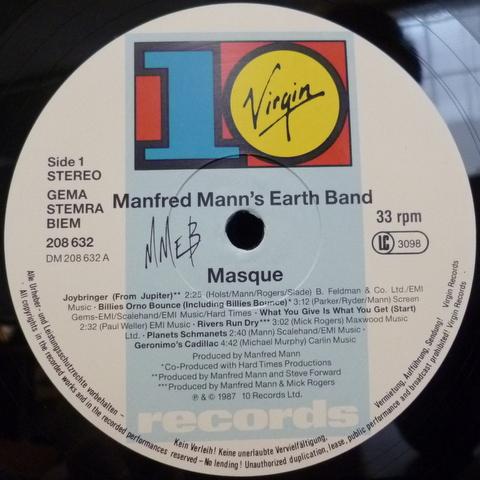 10
Virgin
Side 1
STEREO
GEMA
STEMRA
BIEM
208 632
DM 208 632 A
Manfred Mann's Earth Band
33 rpm
LC 3098
MMEB
Masque
Joybringer (From Jupiter)** 2:25 (Holst/Mann/Rogers/Slade) B. Feldman & Co. Ltd./EMI
Music · Billies Orno Bounce (Including Billies Bounce)* 3:12 (Parker/Ryder/Mann) Screen
Gems-EMI/Scalehand/EMI Music/Hard Times · What You Give Is What You Get (Start)
2:32 (Paul Weller) EMI Music · Rivers Run Dry*** 3:02 (Mick Rogers) Maxwood Music
Ltd. · Planets Schmanets 2:40 (Mann) Scalehand/EMI Music ·
Geronimo's Cadillac 4:42 (Michael Murphy) Carlin Music
Produced by Manfred Mann
*Co-Produced with Hard Times Productions
**Produced by Manfred Mann and Steve Forward
***Produced by Manfred Mann & Mick Rogers
℗ & © 1987 10 Records Ltd.
records
Alle Urheber- und Leistungsschutzrechte vorbehalten – Kein Verleih! Keine unerlaubte Vervielfältigung, Vermietung, Aufführung, Sendung! Virgin Records
All copyrights in the recorded works and in the recorded performances reserved – No lending! Unauthorized duplication, lease, public performance and broadcast prohibited! Virgin Records